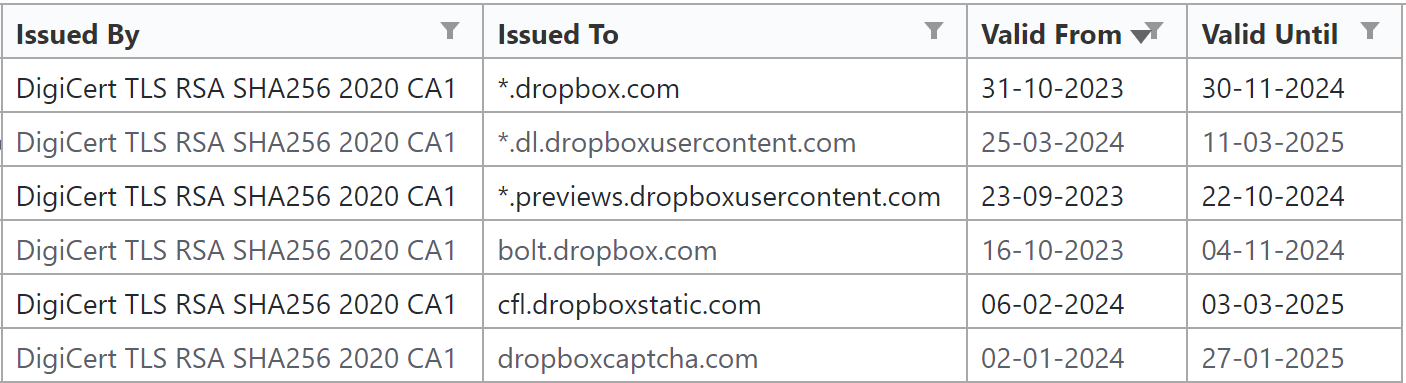 Issued By Issued To Valid From Valid Until
DigiCert TLS RSA SHA256 2020 CA1 *.dropbox.com 31-10-2023 30-11-2024
DigiCert TLS RSA SHA256 2020 CA1 *.dl.dropboxusercontent.com 25-03-2024 11-03-2025
DigiCert TLS RSA SHA256 2020 CA1 *.previews.dropboxusercontent.com 23-09-2023 22-10-2024
DigiCert TLS RSA SHA256 2020 CA1 bolt.dropbox.com 16-10-2023 04-11-2024
DigiCert TLS RSA SHA256 2020 CA1 cfl.dropboxstatic.com 06-02-2024 03-03-2025
DigiCert TLS RSA SHA256 2020 CA1 dropboxcaptcha.com 02-01-2024 27-01-2025